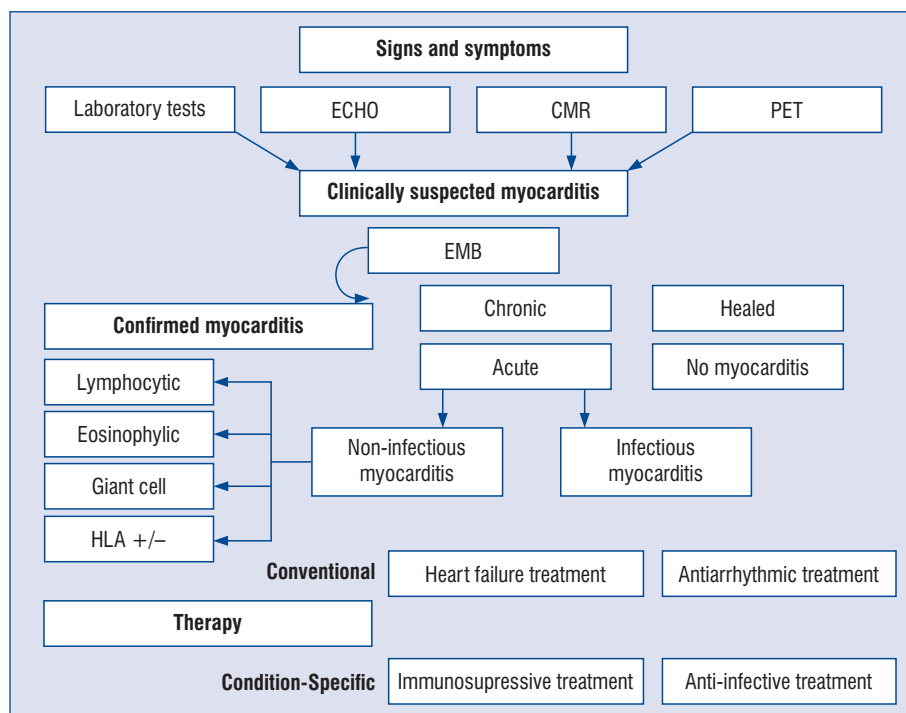 Signs and symptoms
Laboratory tests
ECHO
CMR
PET
Clinically suspected myocarditis
EMB
Confirmed myocarditis
Chronic
Healed
Acute
No myocarditis
Lymphocytic
Eosinophylic
Giant cell
HLA +/–
Non-infectious
myocarditis
Infectious
myocarditis
Conventional
Heart failure treatment
Antiarrhythmic treatment
Therapy
Condition-Specific
Immunosupressive treatment
Anti-infective treatment